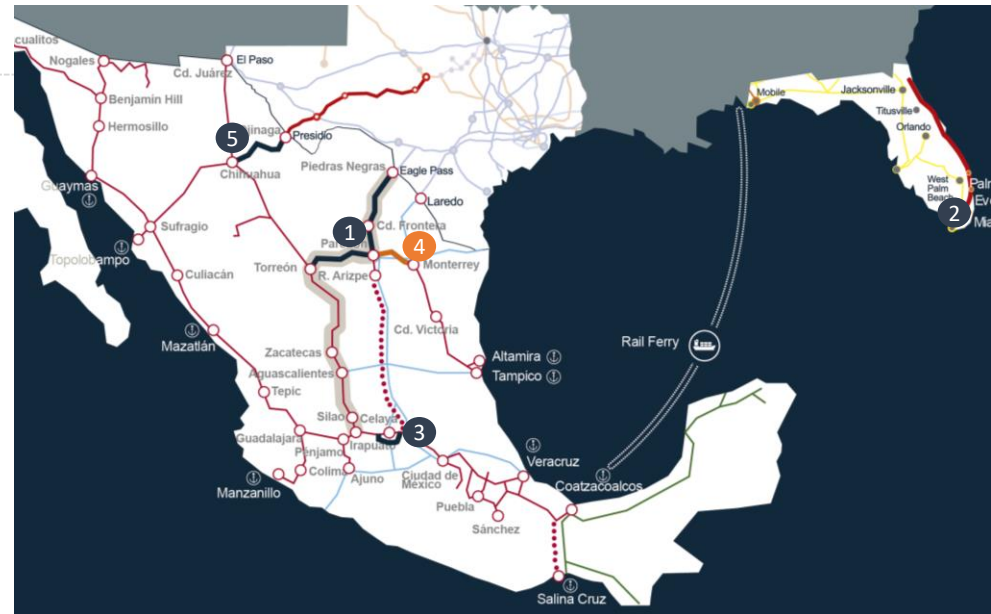 cualitos
Nogales
El Paso
Cd. Juárez
Benjamin Hill
Hermosillo
5
Presidio
Chihuahua
Guaymas
Sufragio
Topolobampo
Culiacán
Mazatlán
Tepic
Guadalajara
Colima
Manzanillo
Piedras Negras
Eagle Pass
Laredo
1
Cd. Frontera
4
Monterrey
Torreón
R. Arizpe
Cd. Victoria
Zacatecas
Aguascalientes
Altamira
Tampico
Silao
Celaya
3
Irapuato
Pénjamo
Ajuno
Ciudad de
México
Veracruz
Puebla
Coatzacoalcos
Sánchez
Salina Cruz
Rail Ferry
Mobile
Jacksonville
Titusville
Orlando
West
Palm
Beach
2